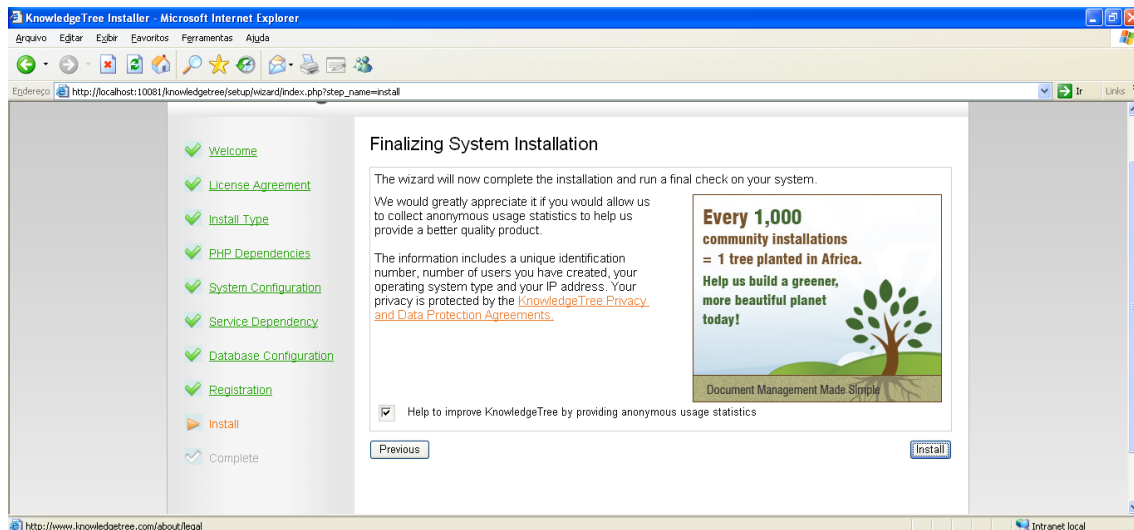 KnowledgeTree Installer - Microsoft Internet Explorer
Arquivo Editar Exibir Favoritos Ferramentas Ajuda
Endereço http://localhost:10081/knowledgetree/setup/wizard/index.php?step_name=install Ir Links
Welcome
License Agreement
Install Type
PHP Dependencies
System Configuration
Service Dependency
Database Configuration
Registration
Install
Complete
Finalizing System Installation
The wizard will now complete the installation and run a final check on your system.
We would greatly appreciate it if you would allow us
to collect anonymous usage statistics to help us
provide a better quality product.
The information includes a unique identification
number, number of users you have created, your
operating system type and your IP address. Your
privacy is protected by the KnowledgeTree Privacy
and Data Protection Agreements.
Every 1,000
community installations
= 1 tree planted in Africa.
Help us build a greener,
more beautiful planet
today!
Document Management Made Simple
Help to improve KnowledgeTree by providing anonymous usage statistics
Previous Install
http://www.knowledgetree.com/about/legal Intranet local